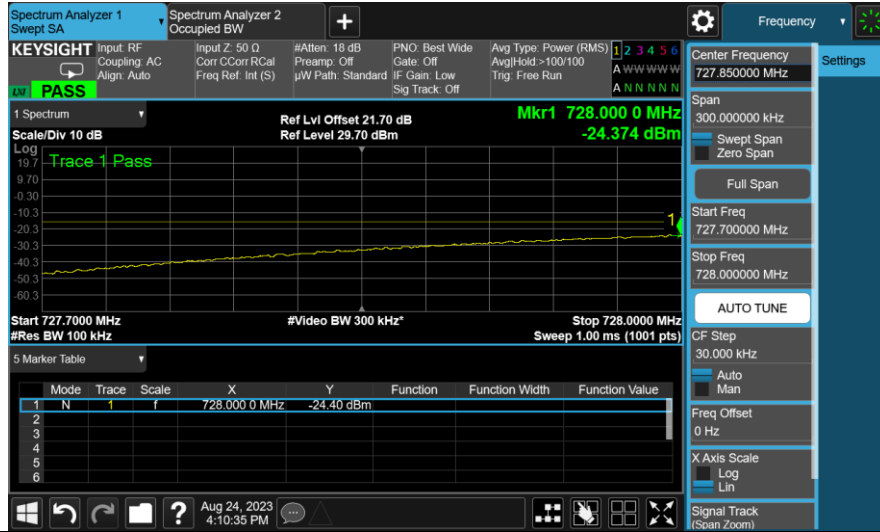 Spectrum Analyzer 1
Swept SA
Spectrum Analyzer 2
Occupied BW
+
Frequency
KEYSIGHT
Input: RF
Coupling: AC
Align: Auto
Input Z: 50 Ω
Corr CCorr RCal
Freq Ref: Int (S)
#Atten: 18 dB
Preamp: Off
µW Path: Standard
PNO: Best Wide
Gate: Off
IF Gain: Low
Sig Track: Off
Avg Type: Power (RMS)
Avg|Hold:>100/100
Trig: Free Run
1 2 3 4 5 6
A W W W W W
A N N N N N
LXI PASS
1 Spectrum
Scale/Div 10 dB
Ref Lvl Offset 21.70 dB
Ref Level 29.70 dBm
Mkr1 728.000 0 MHz
-24.374 dBm
Log
Trace 1 Pass
19.7
9.70
-0.30
-10.3
-20.3
-30.3
-40.3
-50.3
-60.3
1
Start 727.7000 MHz
#Res BW 100 kHz
#Video BW 300 kHz*
Stop 728.0000 MHz
Sweep 1.00 ms (1001 pts)
5 Marker Table
Mode Trace Scale X Y Function Function Width Function Value
1 N 1 f 728.000 0 MHz -24.40 dBm
2
3
4
5
6
Aug 24, 2023
4:10:35 PM
?
Center Frequency
727.850000 MHz
Settings
Span
300.000000 kHz
Swept Span
Zero Span
Full Span
Start Freq
727.700000 MHz
Stop Freq
728.000000 MHz
AUTO TUNE
CF Step
30.000 kHz
Auto
Man
Freq Offset
0 Hz
X Axis Scale
Log
Lin
Signal Track
(Span Zoom)